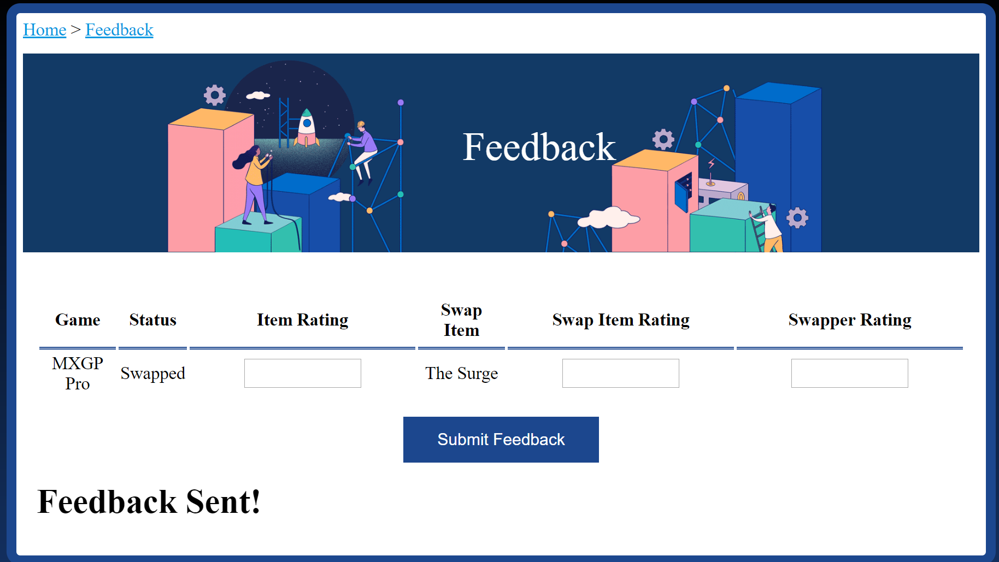 Home > Feedback
Feedback
Game Status Item Rating Swap Item Swap Item Rating Swapper Rating
MXGP Pro Swapped The Surge
Submit Feedback
Feedback Sent!